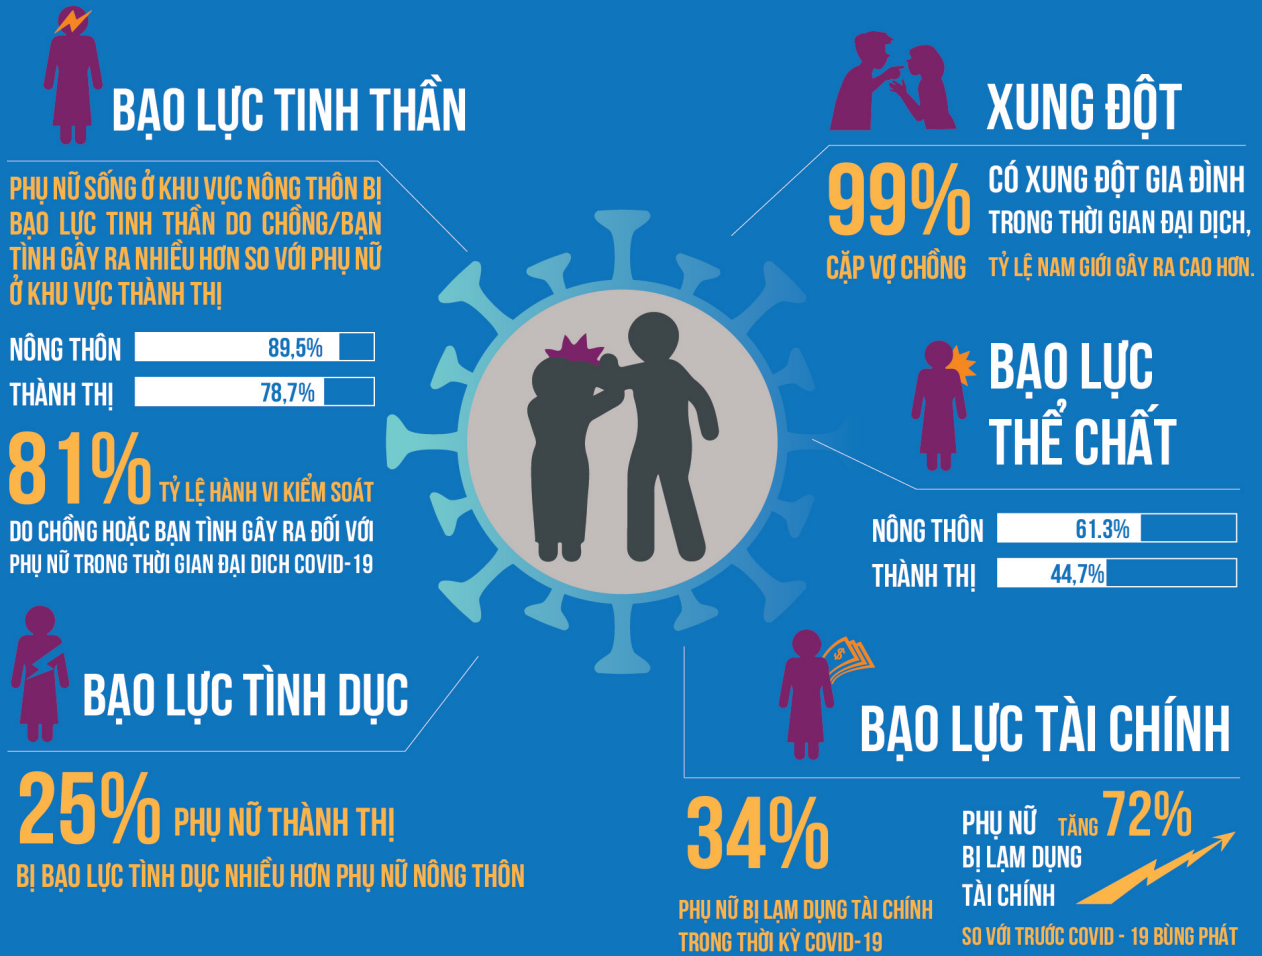 BẠO LỰC TINH THẦN
PHỤ NỮ SỐNG Ở KHU VỰC NÔNG THÔN BỊ
BẠO LỰC TINH THẦN DO CHỒNG/BẠN
TÌNH GÂY RA NHIỀU HƠN SO VỚI PHỤ NỮ
Ở KHU VỰC THÀNH THỊ
NÔNG THÔN 89,5%
THÀNH THỊ 78,7%
81% TỶ LỆ HÀNH VI KIỂM SOÁT
DO CHỒNG HOẶC BẠN TÌNH GÂY RA ĐỐI VỚI
PHỤ NỮ TRONG THỜI GIAN ĐẠI DICH COVID-19
BẠO LỰC TÌNH DỤC
25% PHỤ NỮ THÀNH THỊ
BỊ BẠO LỰC TÌNH DỤC NHIỀU HƠN PHỤ NỮ NÔNG THÔN
XUNG ĐỘT
99%
CẶP VỢ CHỒNG
CÓ XUNG ĐỘT GIA ĐÌNH
TRONG THỜI GIAN ĐẠI DỊCH,
TỶ LỆ NAM GIỚI GÂY RA CAO HƠN.
BẠO LỰC
THỂ CHẤT
NÔNG THÔN 61.3%
THÀNH THỊ 44,7%
BẠO LỰC TÀI CHÍNH
34%
PHỤ NỮ BỊ LẠM DỤNG TÀI CHÍNH
TRONG THỜI KỲ COVID-19
PHỤ NỮ TĂNG 72%
BỊ LẠM DỤNG
TÀI CHÍNH
SO VỚI TRƯỚC COVID - 19 BÙNG PHÁT